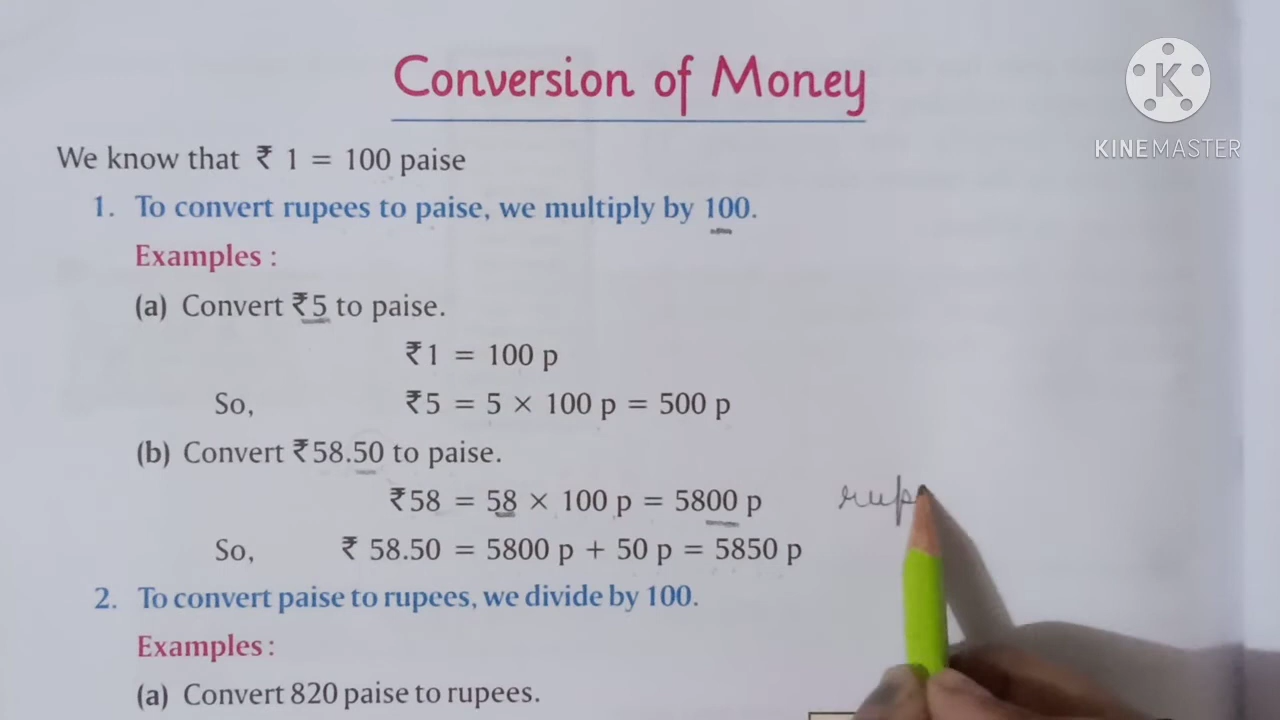 Conversion of Money
K
KINEMASTER
We know that ₹ 1 = 100 paise
1. To convert rupees to paise, we multiply by 100.
Examples :
(a) Convert ₹5 to paise.
₹1 = 100 p
So, ₹5 = 5 × 100 p = 500 p
(b) Convert ₹58.50 to paise.
₹58 = 58 × 100 p = 5800 p
rup
So, ₹ 58.50 = 5800 p + 50 p = 5850 p
2. To convert paise to rupees, we divide by 100.
Examples :
(a) Convert 820 paise to rupees.